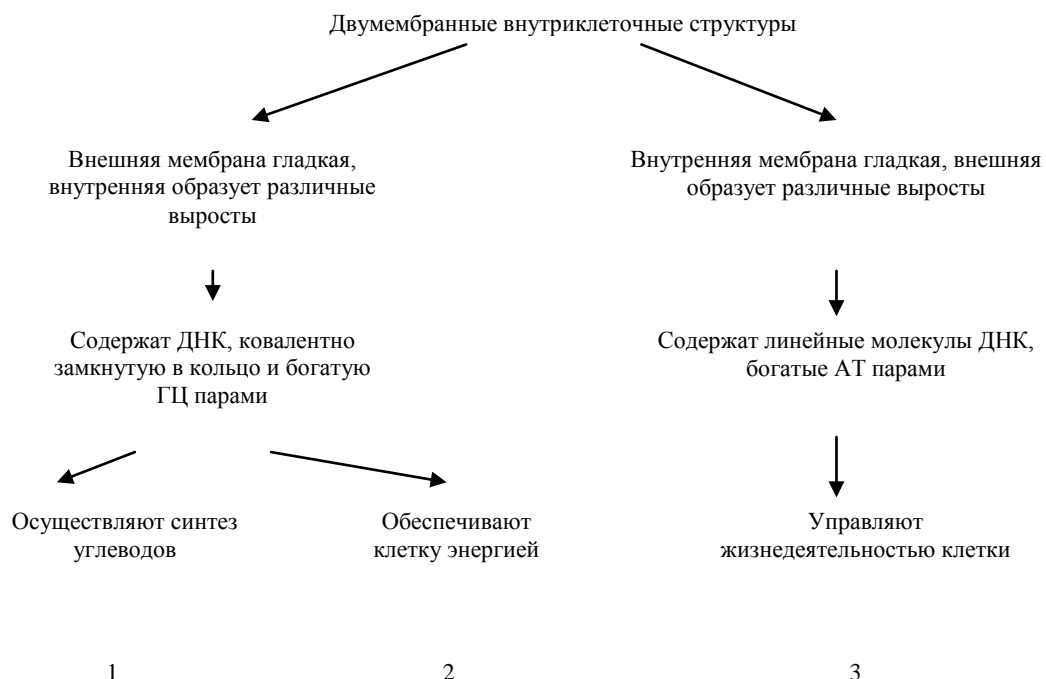 Двумембранные внутриклеточные структуры
Внешняя мембрана гладкая,
внутренняя образует различные
выросты
Внутренняя мембрана гладкая, внешняя
образует различные выросты
Содержат ДНК, ковалентно
замкнутую в кольцо и богатую
ГЦ парами
Содержат линейные молекулы ДНК,
богатые АТ парами
Осуществляют синтез
углеводов
Обеспечивают
клетку энергией
Управляют
жизнедеятельностью клетки
1
2
3